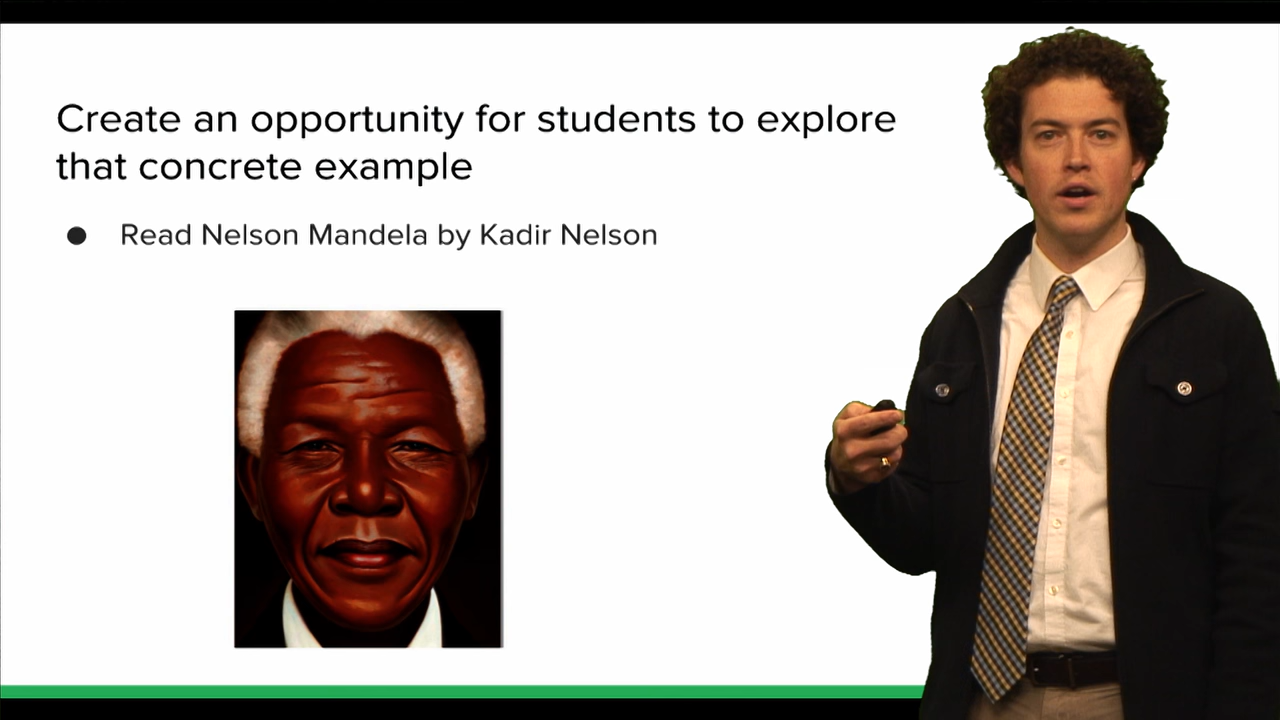 Create an opportunity for students to explore
that concrete example
● Read Nelson Mandela by Kadir Nelson